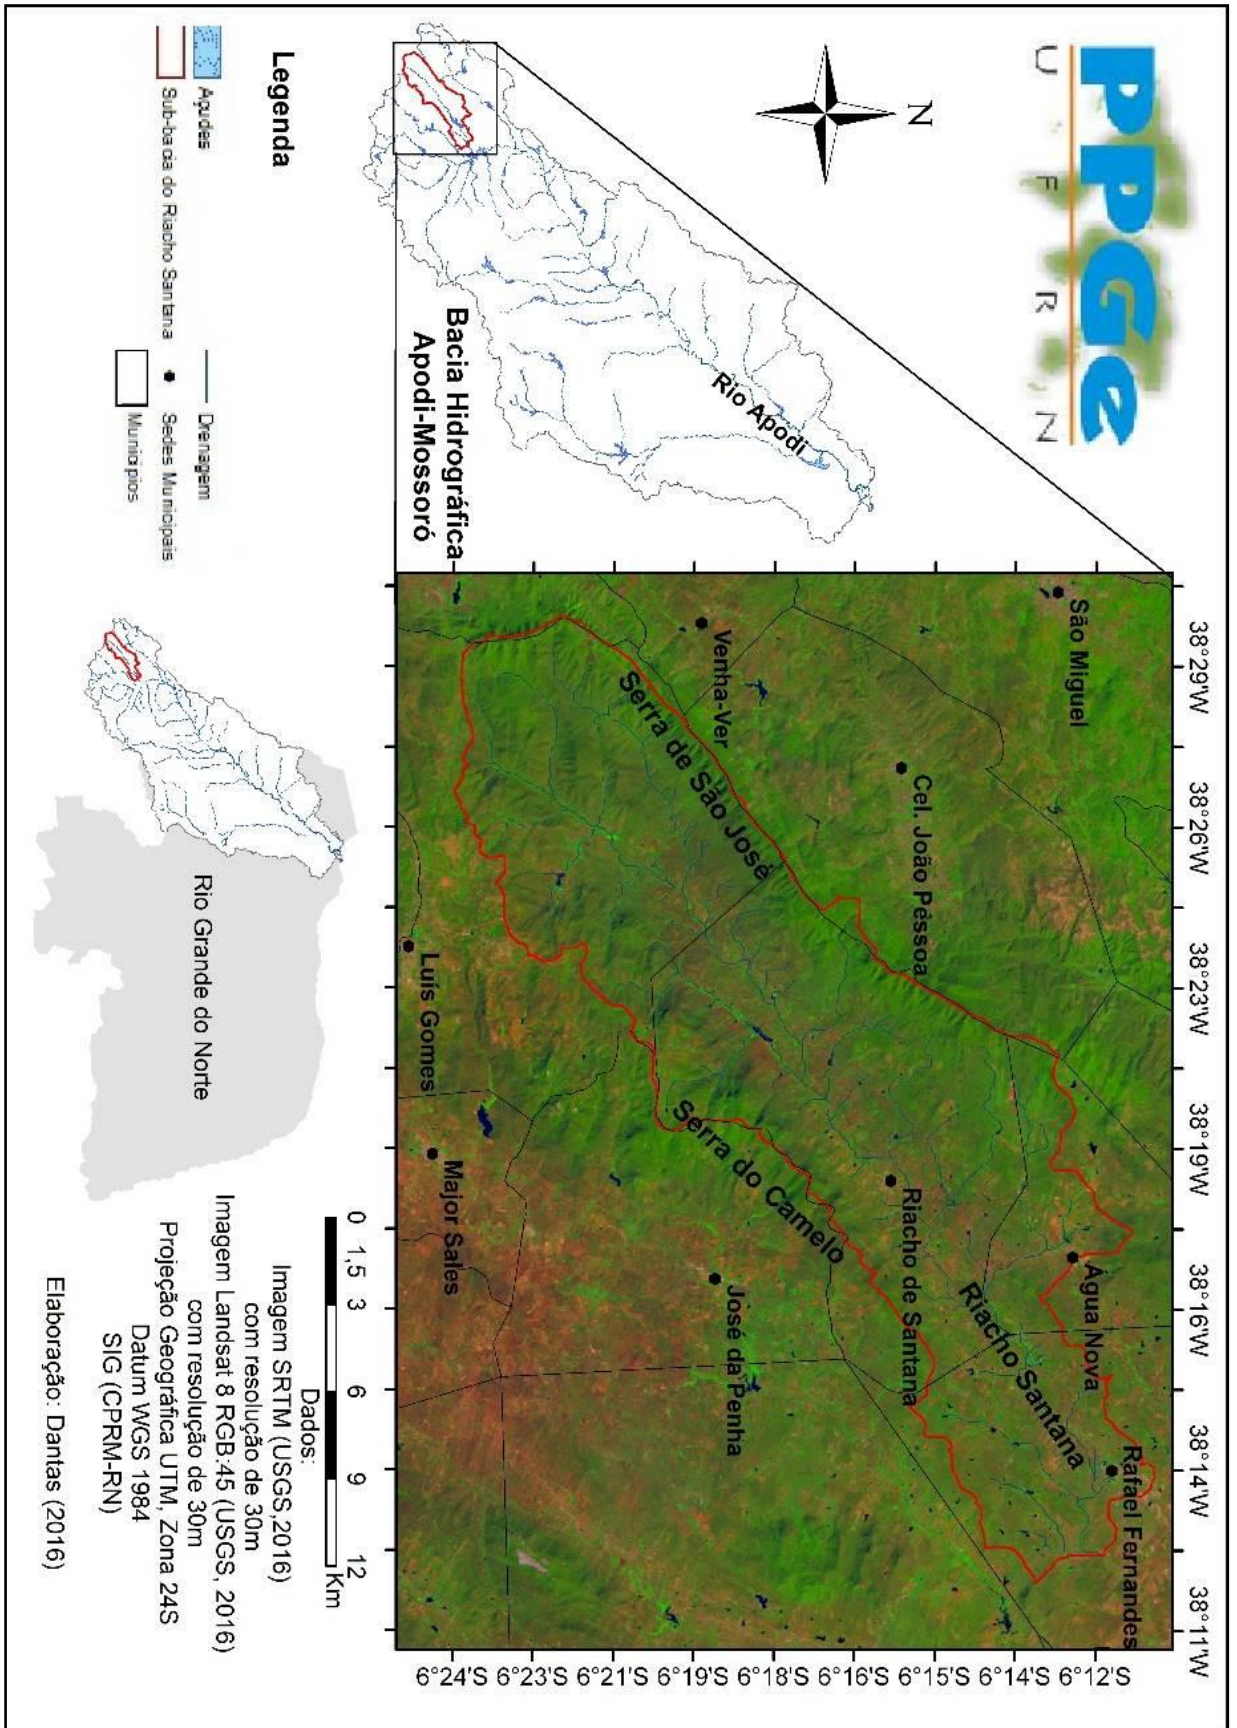 PPGe
U F R N
N
Rio Apodi
Bacia Hidrográfica
Apodi-Mossoró
Legenda
Açudes
Drenagem
Sub-bacia do Riacho Santana
Sedes Municipais
Municípios
38°29'W
38°26'W
38°23'W
38°19'W
38°16'W
38°14'W
38°11'W
6°12'S
6°14'S
6°15'S
6°16'S
6°18'S
6°19'S
6°21'S
6°23'S
6°24'S
São Miguel
Venha-Ver
Cel. João Pessoa
Serra de São José
Água Nova
Rafael Fernandes
Riacho Santana
Riacho de Santana
Serra do Camelo
José da Penha
Luís Gomes
Major Sales
Rio Grande do Norte
0 1,5 3 6 9 12
Km
Dados:
Imagem SRTM (USGS,2016)
com resolução de 30m
Imagem Landsat 8 RGB:45 (USGS, 2016)
com resolução de 30m
Projeção Geográfica UTM, Zona 24S
Datum WGS 1984
SIG (CPRM-RN)
Elaboração: Dantas (2016)